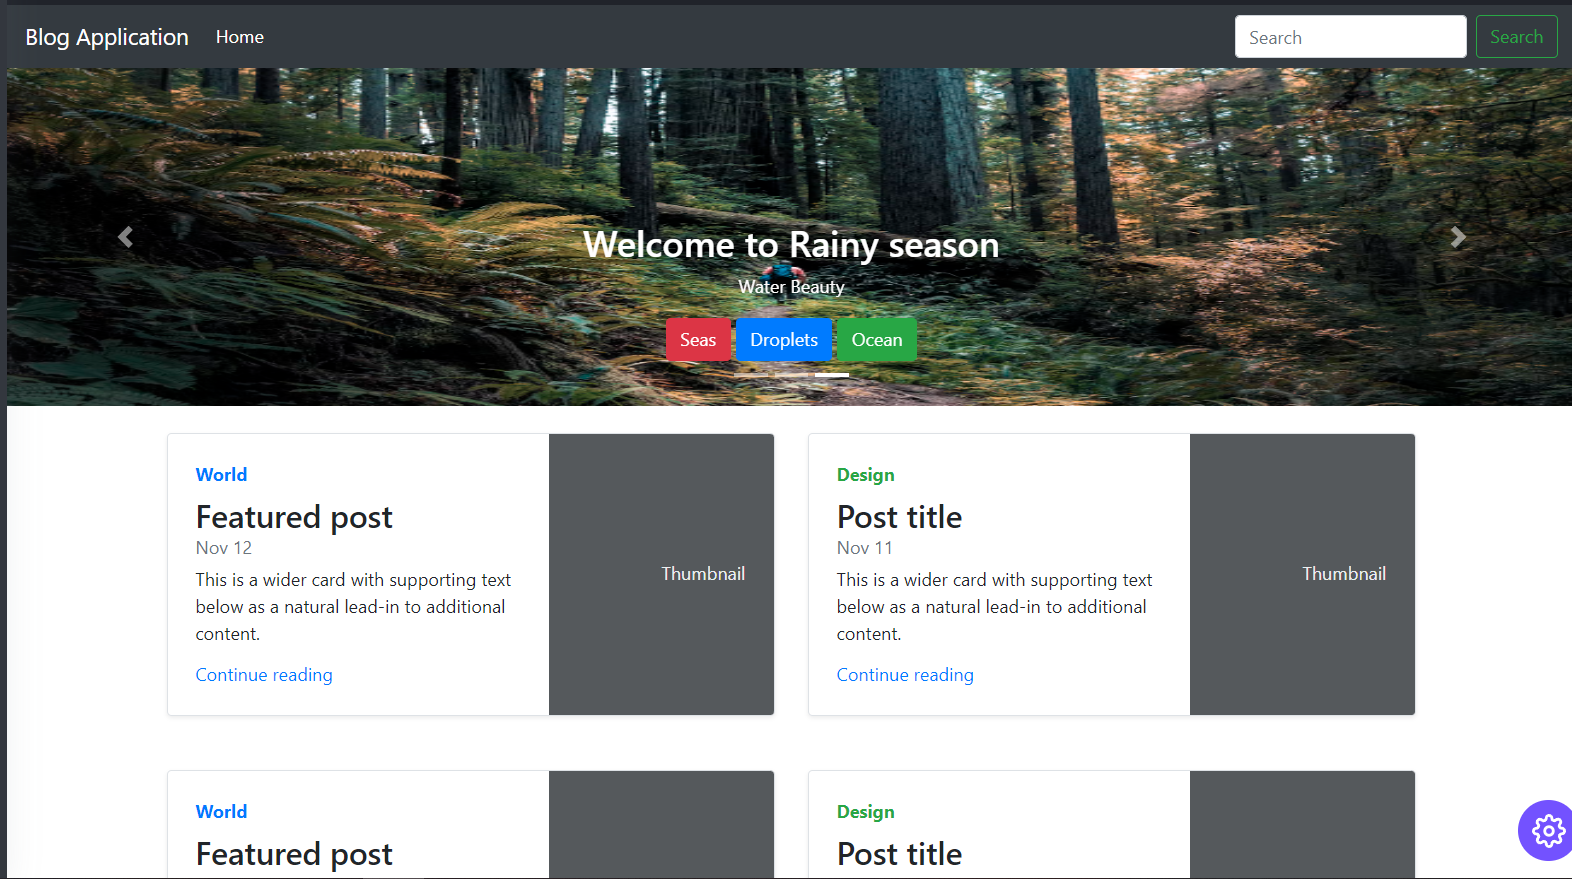 Blog Application Home Search Search
Welcome to Rainy season
Water Beauty
Seas Droplets Ocean
World
Featured post
Nov 12
This is a wider card with supporting text
below as a natural lead-in to additional
content.
Continue reading
Thumbnail
Design
Post title
Nov 11
This is a wider card with supporting text
below as a natural lead-in to additional
content.
Continue reading
Thumbnail
World
Featured post
Design
Post title